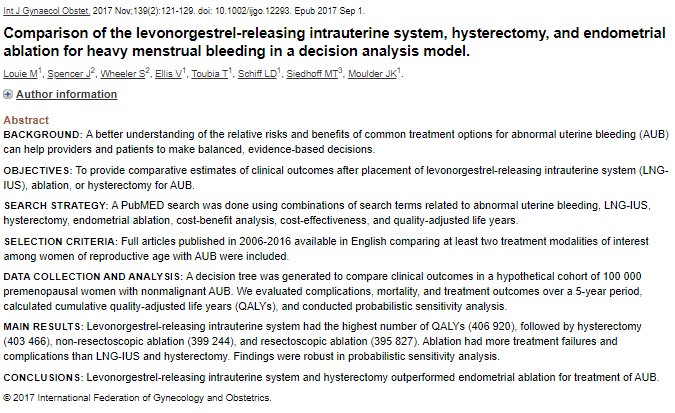 Int J Gynaecol Obstet. 2017 Nov;139(2):121-129. doi: 10.1002/ijgo.12293. Epub 2017 Sep 1.
Comparison of the levonorgestrel-releasing intrauterine system, hysterectomy, and endometrial
ablation for heavy menstrual bleeding in a decision analysis model.
Louie M1, Spencer J2, Wheeler S2, Ellis V1, Toubia T1, Schiff LD1, Siedhoff MT3, Moulder JK1.
Author information
Abstract
BACKGROUND: A better understanding of the relative risks and benefits of common treatment options for abnormal uterine bleeding (AUB)
can help providers and patients to make balanced, evidence-based decisions.
OBJECTIVES: To provide comparative estimates of clinical outcomes after placement of levonorgestrel-releasing intrauterine system (LNG-
IUS), ablation, or hysterectomy for AUB.
SEARCH STRATEGY: A PubMED search was done using combinations of search terms related to abnormal uterine bleeding, LNG-IUS,
hysterectomy, endometrial ablation, cost-benefit analysis, cost-effectiveness, and quality-adjusted life years.
SELECTION CRITERIA: Full articles published in 2006-2016 available in English comparing at least two treatment modalities of interest
among women of reproductive age with AUB were included.
DATA COLLECTION AND ANALYSIS: A decision tree was generated to compare clinical outcomes in a hypothetical cohort of 100 000
premenopausal women with nonmalignant AUB. We evaluated complications, mortality, and treatment outcomes over a 5-year period,
calculated cumulative quality-adjusted life years (QALYs), and conducted probabilistic sensitivity analysis.
MAIN RESULTS: Levonorgestrel-releasing intrauterine system had the highest number of QALYs (406 920), followed by hysterectomy
(403 466), non-resectoscopic ablation (399 244), and resectoscopic ablation (395 827). Ablation had more treatment failures and
complications than LNG-IUS and hysterectomy. Findings were robust in probabilistic sensitivity analysis.
CONCLUSIONS: Levonorgestrel-releasing intrauterine system and hysterectomy outperformed endometrial ablation for treatment of AUB.
© 2017 International Federation of Gynecology and Obstetrics.